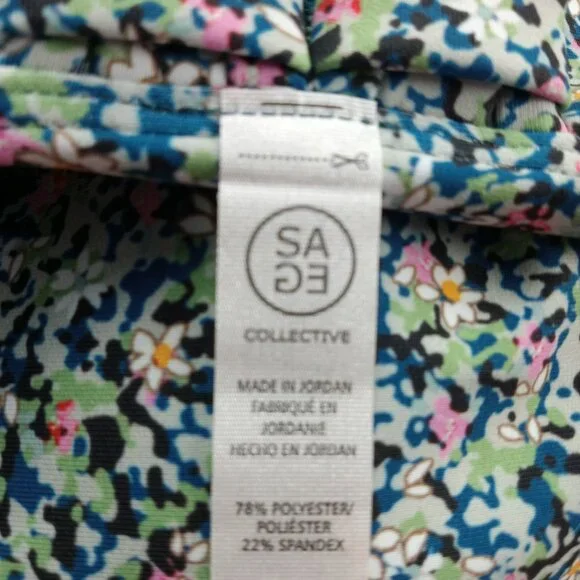 SA
GE
COLLECTIVE
MADE IN JORDAN
FABRIQUÉ EN
JORDANIE
HECHO EN JORDAN
78% POLYESTER/
POLIÉSTER
22% SPANDEX